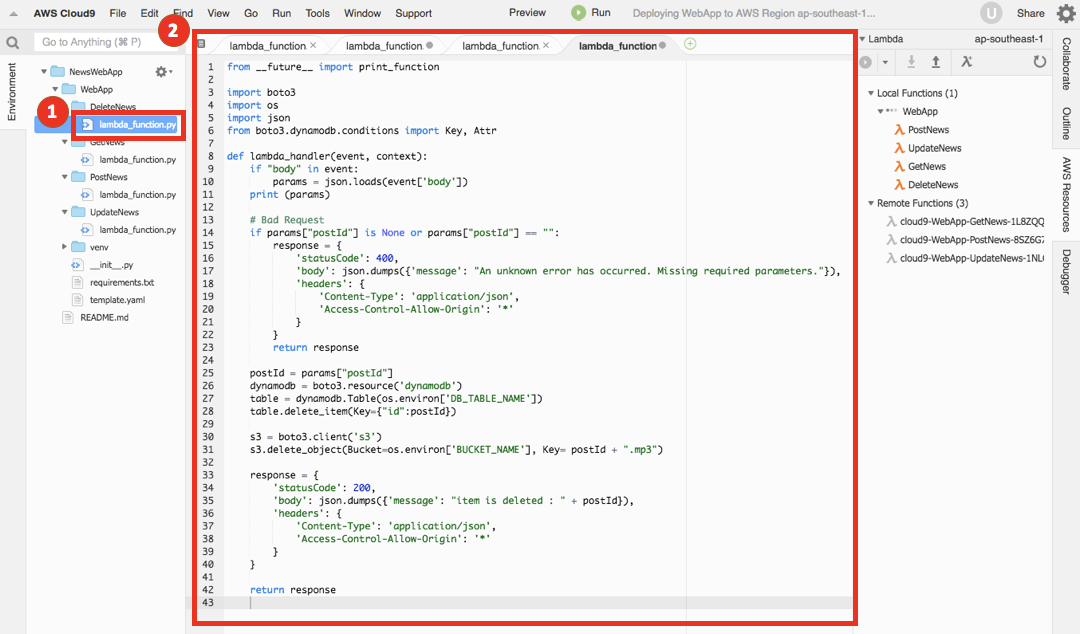 AWS Cloud9 File Edit Find View Go Run Tools Window Support Preview Run Deploying WebApp to AWS Region ap-southeast-1... U Share
Go to Anything (⌘ P)
2
Environment
NewsWebApp
WebApp
DeleteNews
1
lambda_function.py
GetNews
lambda_function.py
PostNews
lambda_function.py
UpdateNews
lambda_function.py
venv
__init__.py
requirements.txt
template.yaml
README.md
lambda_function. lambda_function. lambda_function. lambda_function
1 from __future__ import print_function
2
3 import boto3
4 import os
5 import json
6 from boto3.dynamodb.conditions import Key, Attr
7
8 def lambda_handler(event, context):
9 if "body" in event:
10 params = json.loads(event['body'])
11 print (params)
12
13 # Bad Request
14 if params["postId"] is None or params["postId"] == "":
15 response = {
16 'statusCode': 400,
17 'body': json.dumps({'message': "An unknown error has occurred. Missing required parameters."}),
18 'headers': {
19 'Content-Type': 'application/json',
20 'Access-Control-Allow-Origin': '*'
21 }
22 }
23 return response
24
25 postId = params["postId"]
26 dynamodb = boto3.resource('dynamodb')
27 table = dynamodb.Table(os.environ['DB_TABLE_NAME'])
28 table.delete_item(Key={"id":postId})
29
30 s3 = boto3.client('s3')
31 s3.delete_object(Bucket=os.environ['BUCKET_NAME'], Key= postId + ".mp3")
32
33 response = {
34 'statusCode': 200,
35 'body': json.dumps({'message': "item is deleted : " + postId}),
36 'headers': {
37 'Content-Type': 'application/json',
38 'Access-Control-Allow-Origin': '*'
39 }
40 }
41
42 return response
43
Lambda ap-southeast-1
Local Functions (1)
WebApp
PostNews
UpdateNews
GetNews
DeleteNews
Remote Functions (3)
cloud9-WebApp-GetNews-1L8ZQQ
cloud9-WebApp-PostNews-8SZ6G7
cloud9-WebApp-UpdateNews-1NL
Collaborate
Outline
AWS Resources
Debugger